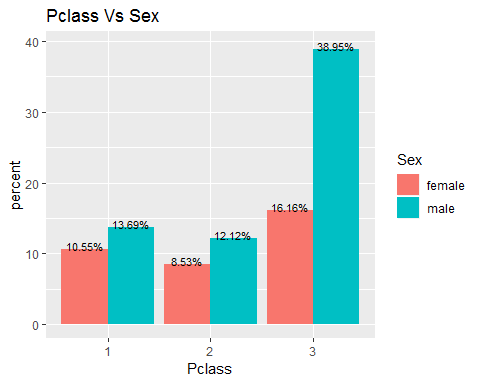 Pclass Vs Sex
percent
40
30
20
10
0
10.55%
13.69%
8.53%
12.12%
16.16%
38.95%
1
2
3
Pclass
Sex
female
male